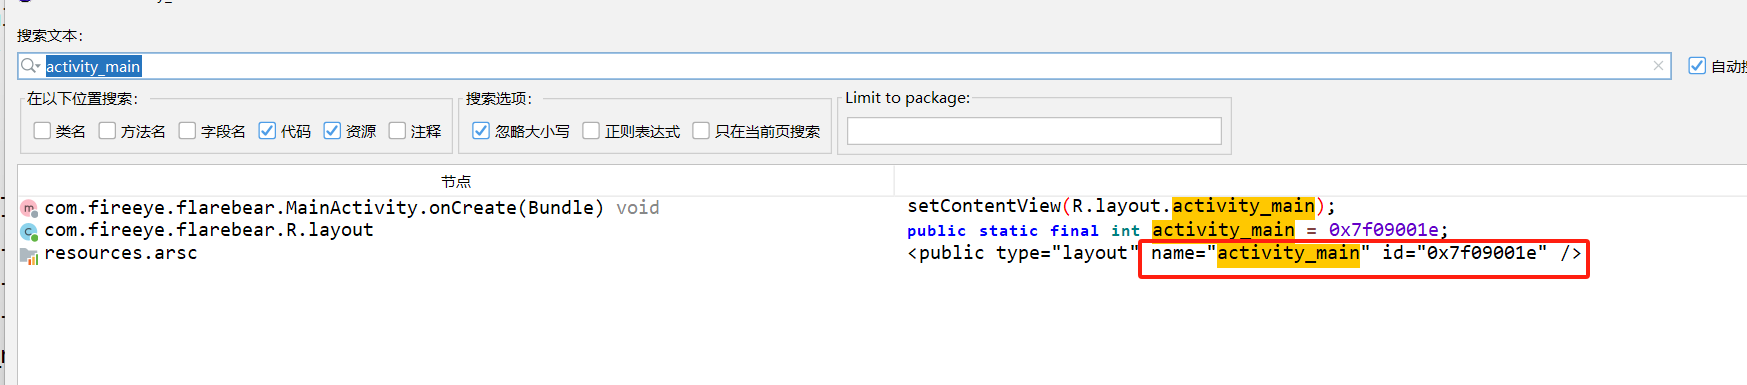 搜索文本：
activity_main
自动
在以下位置搜索： 搜索选项： Limit to package:
类名 方法名 字段名 代码 资源 注释 忽略大小写 正则表达式 只在当前页搜索
节点
com.fireeye.flarebear.MainActivity.onCreate(Bundle) void setContentView(R.layout.activity_main);
com.fireeye.flarebear.R.layout public static final int activity_main = 0x7f09001e;
resources.arsc <public type="layout" name="activity_main" id="0x7f09001e" />